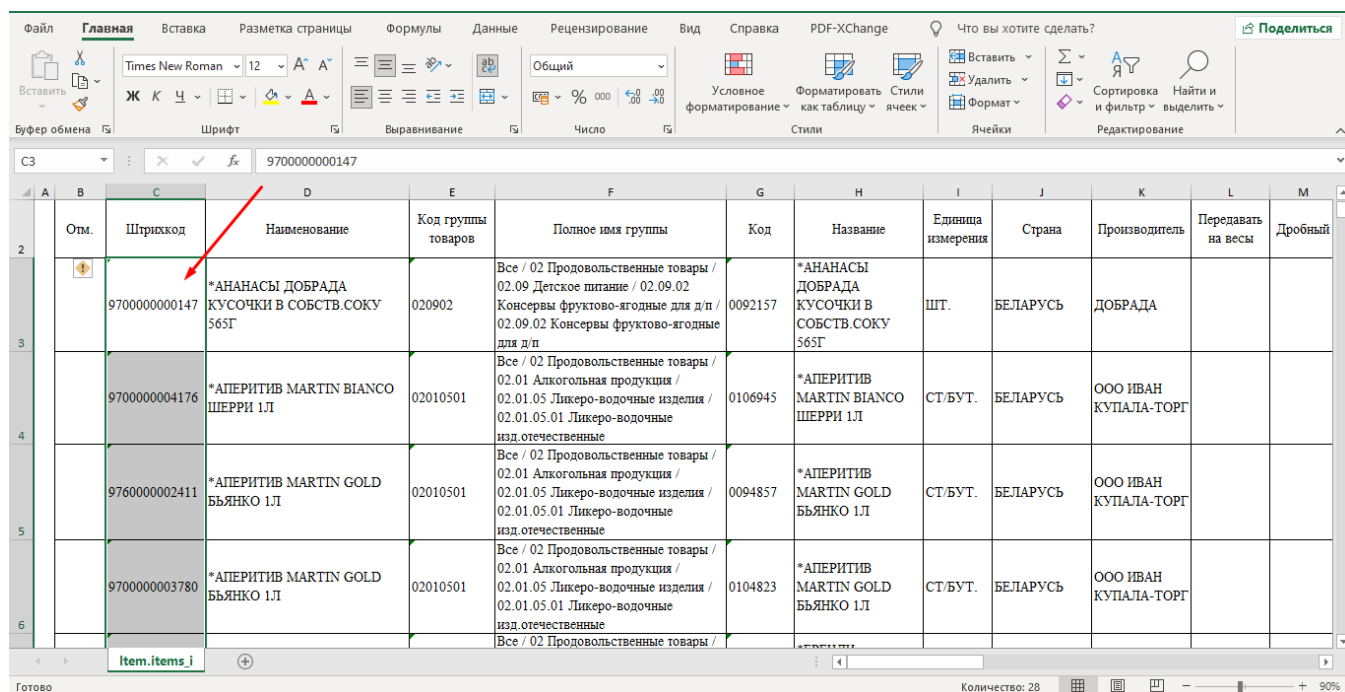 Файл Главная Вставка Разметка страницы Формулы Данные Рецензирование Вид Справка PDF-XChange Что вы хотите сделать? Поделиться
Вставить
Times New Roman 12
Общий
Ж К Ч
% 000
Условное форматирование
Форматировать как таблицу
Стили ячеек
Вставить
Удалить
Формат
Сортировка и фильтр
Найти и выделить
Буфер обмена Шрифт Выравнивание Число Стили Ячейки Редактирование
C3 fx 9700000000147
A B C D E F G H I J K L M
2
Отм.
Штрихкод
Наименование
Код группы
товаров
Полное имя группы
Код
Название
Единица
измерения
Страна
Производитель
Передавать
на весы
Дробный
3
9700000000147
*АНАНАСЫ ДОБРАДА
КУСОЧКИ В СОБСТВ.СОКУ
565Г
020902
Все / 02 Продовольственные товары /
02.09 Детское питание / 02.09.02
Консервы фруктово-ягодные для д/п /
02.09.02 Консервы фруктово-ягодные
для д/п
0092157
*АНАНАСЫ
ДОБРАДА
КУСОЧКИ В
СОБСТВ.СОКУ
565Г
ШТ.
БЕЛАРУСЬ
ДОБРАДА
4
9700000004176
*АПЕРИТИВ MARTIN BIANCO
ШЕРРИ 1Л
02010501
Все / 02 Продовольственные товары /
02.01 Алкогольная продукция /
02.01.05 Ликеро-водочные изделия /
02.01.05.01 Ликеро-водочные
изд.отечественные
0106945
*АПЕРИТИВ
MARTIN BIANCO
ШЕРРИ 1Л
СТ/БУТ.
БЕЛАРУСЬ
ООО ИВАН
КУПАЛА-ТОРГ
5
9760000002411
*АПЕРИТИВ MARTIN GOLD
БЬЯНКО 1Л
02010501
Все / 02 Продовольственные товары /
02.01 Алкогольная продукция /
02.01.05 Ликеро-водочные изделия /
02.01.05.01 Ликеро-водочные
изд.отечественные
0094857
*АПЕРИТИВ
MARTIN GOLD
БЬЯНКО 1Л
СТ/БУТ.
БЕЛАРУСЬ
ООО ИВАН
КУПАЛА-ТОРГ
6
9700000003780
*АПЕРИТИВ MARTIN GOLD
БЬЯНКО 1Л
02010501
Все / 02 Продовольственные товары /
02.01 Алкогольная продукция /
02.01.05 Ликеро-водочные изделия /
02.01.05.01 Ликеро-водочные
изд.отечественные
0104823
*АПЕРИТИВ
MARTIN GOLD
БЬЯНКО 1Л
СТ/БУТ.
БЕЛАРУСЬ
ООО ИВАН
КУПАЛА-ТОРГ
Все / 02 Продовольственные товары /
Item.items_i
Готово Количество: 28 90%